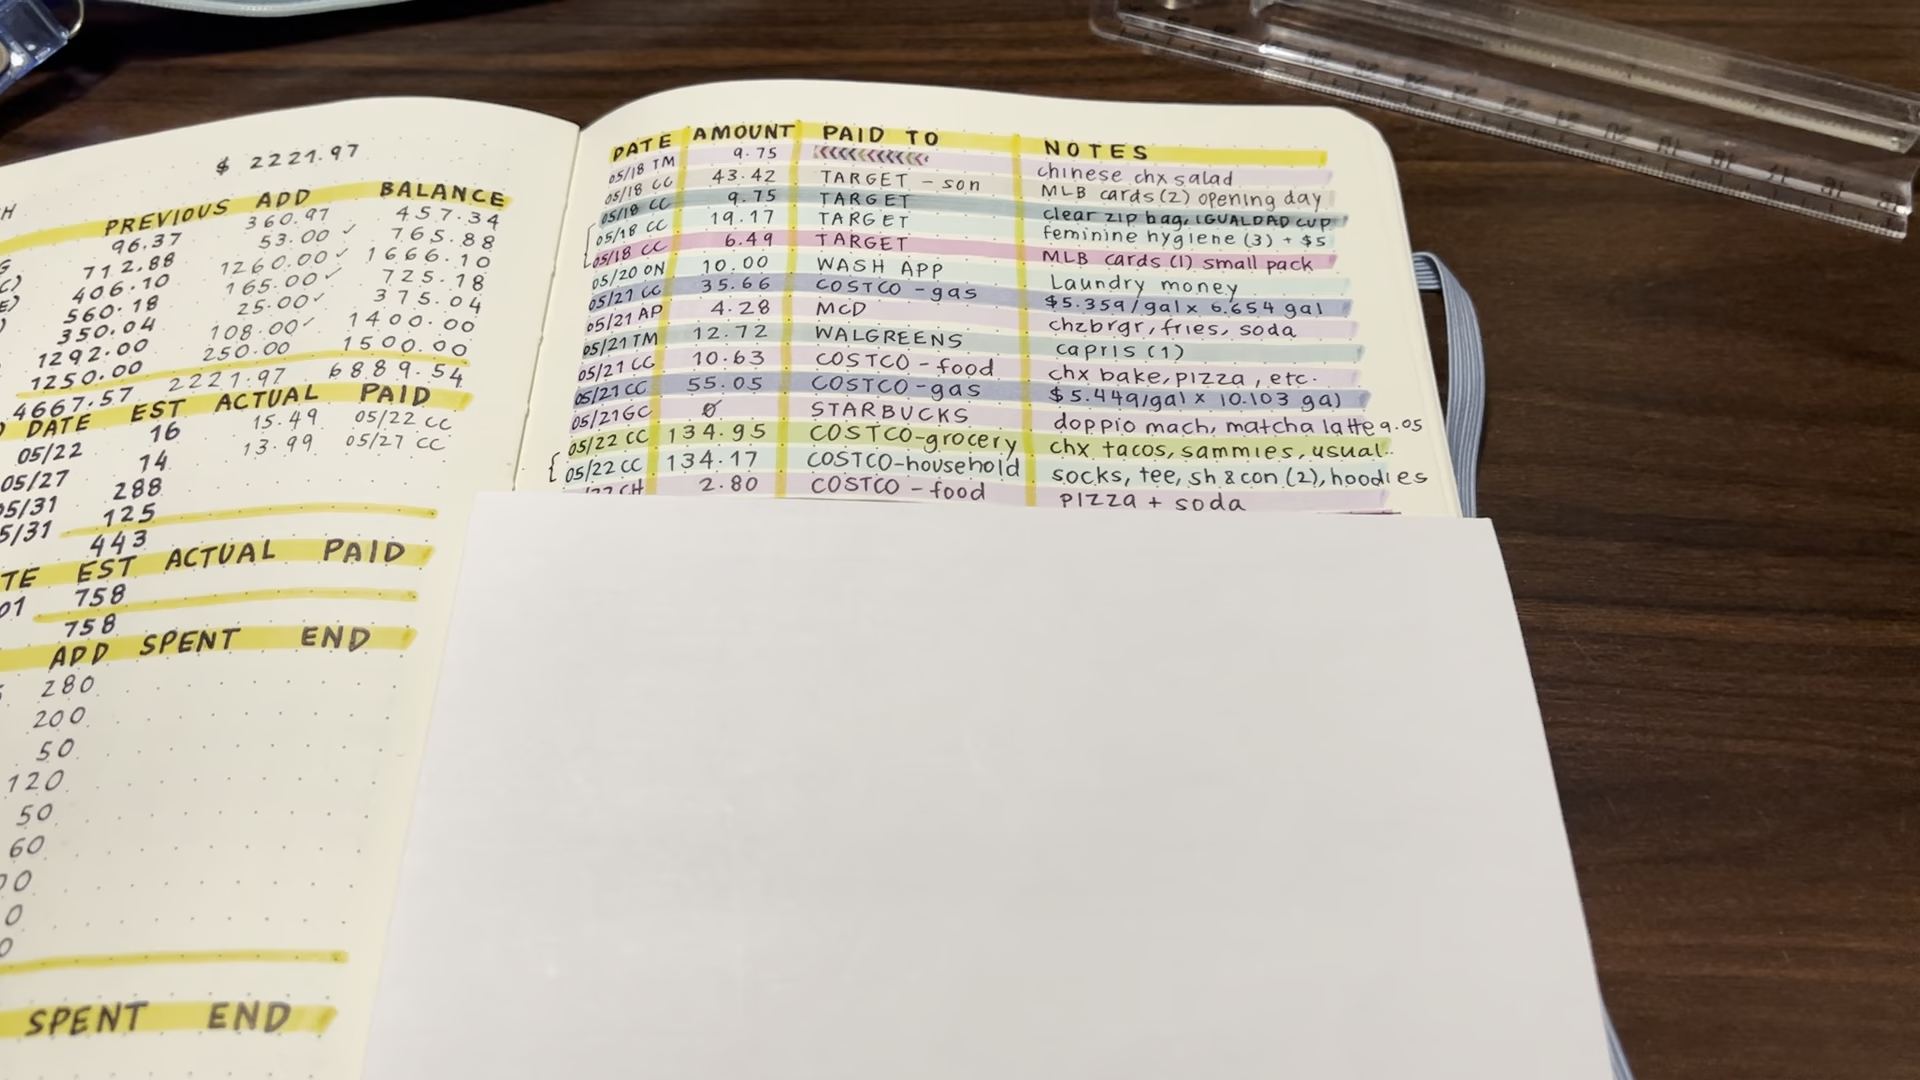 $ 2221.97
H PREVIOUS ADD BALANCE
96.37 360.97 457.34
712.88 53.00 ✓ 765.88
406.10 1260.00 ✓ 1666.10
560.18 165.00 ✓ 725.18
350.04 25.00 ✓ 375.04
1292.00 108.00 ✓ 1400.00
1250.00 250.00 1500.00
4667.57 2221.97 6889.54
DATE EST ACTUAL PAID
05/22 16 15.49 05/22 CC
05/27 14 13.99 05/27 CC
05/31 288
5/31 125
443
TE EST ACTUAL PAID
01 758
758
ADD SPENT END
280
200
50
120
50
60
00
0
0
SPENT END
DATE AMOUNT PAID TO NOTES
05/18 TM 9.75 chinese chx salad
05/18 CC 43.42 TARGET - son MLB cards (2) opening day
05/18 CC 9.75 TARGET clear zip bag, IGUALDAD CUP
05/18 CC 19.17 TARGET feminine hygiene (3) + $5
05/18 CC 6.49 TARGET MLB cards (1) small pack
05/20 ON 10.00 WASH APP Laundry money
05/21 CC 35.66 COSTCO - gas $5.359/gal x 6.654 gal
05/21 AP 4.28 McD chzbrgr, fries, soda
05/21 TM 12.72 WALGREENS capris (1)
05/21 CC 10.63 COSTCO - food chx bake, pizza, etc.
05/21 CC 55.05 COSTCO-gas $5.449/gal x 10.103 gal
05/21 GC Ø STARBUCKS doppio mach, matcha latte 9.05
05/22 CC 134.95 COSTCO-grocery chx tacos, sammies, usual..
05/22 CC 134.17 COSTCO-household socks, tee, sh & con (2), hoodies
/22 CH 2.80 COSTCO - food pizza + soda